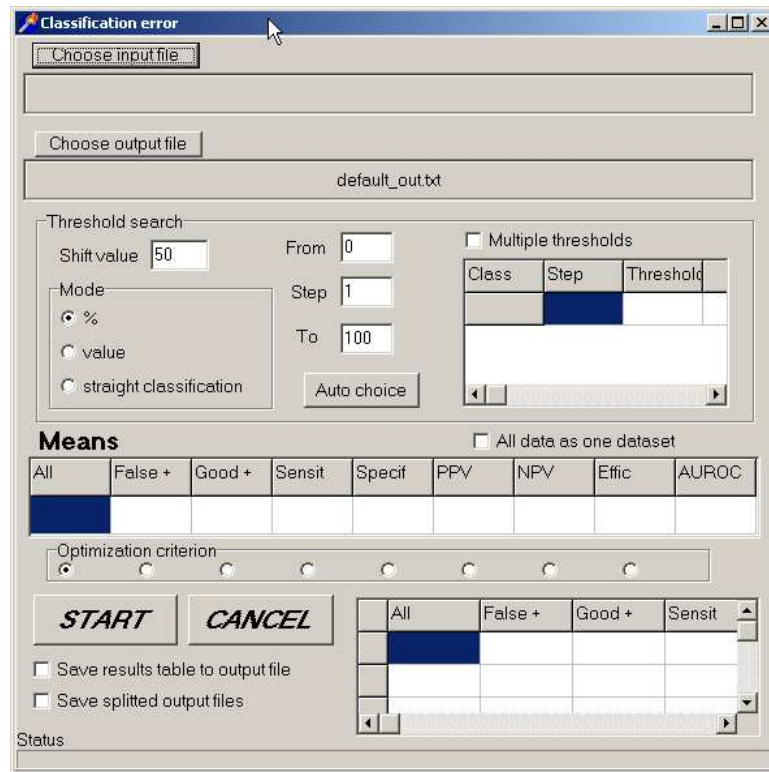 Classification error
Choose input file
Choose output file
default_out.txt
Threshold search
Shift value 50
From 0
Multiple thresholds
Class Step Threshold
Mode
Step 1
%
To 100
value
straight classification
Auto choice
Means
All data as one dataset
All False + Good + Sensit Specif PPV NPV Effic AUROC
Optimization criterion
START CANCEL
All False + Good + Sensit
Save results table to output file
Save splitted output files
Status